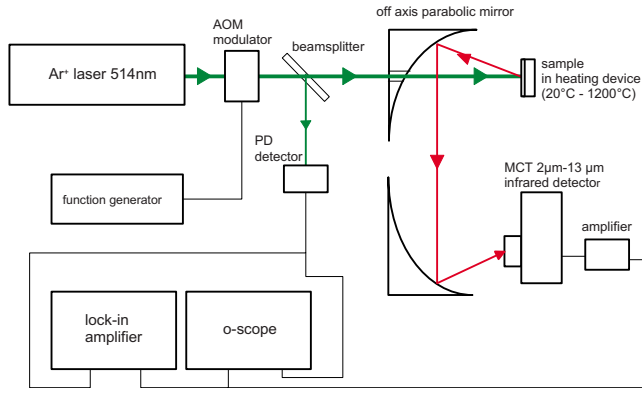 off axis parabolic mirror
AOM
modulator
beamsplitter
Ar⁺ laser 514nm
sample
in heating device
(20°C - 1200°C)
PD
detector
MCT 2µm-13 µm
infrared detector
function generator
amplifier
lock-in
amplifier
o-scope